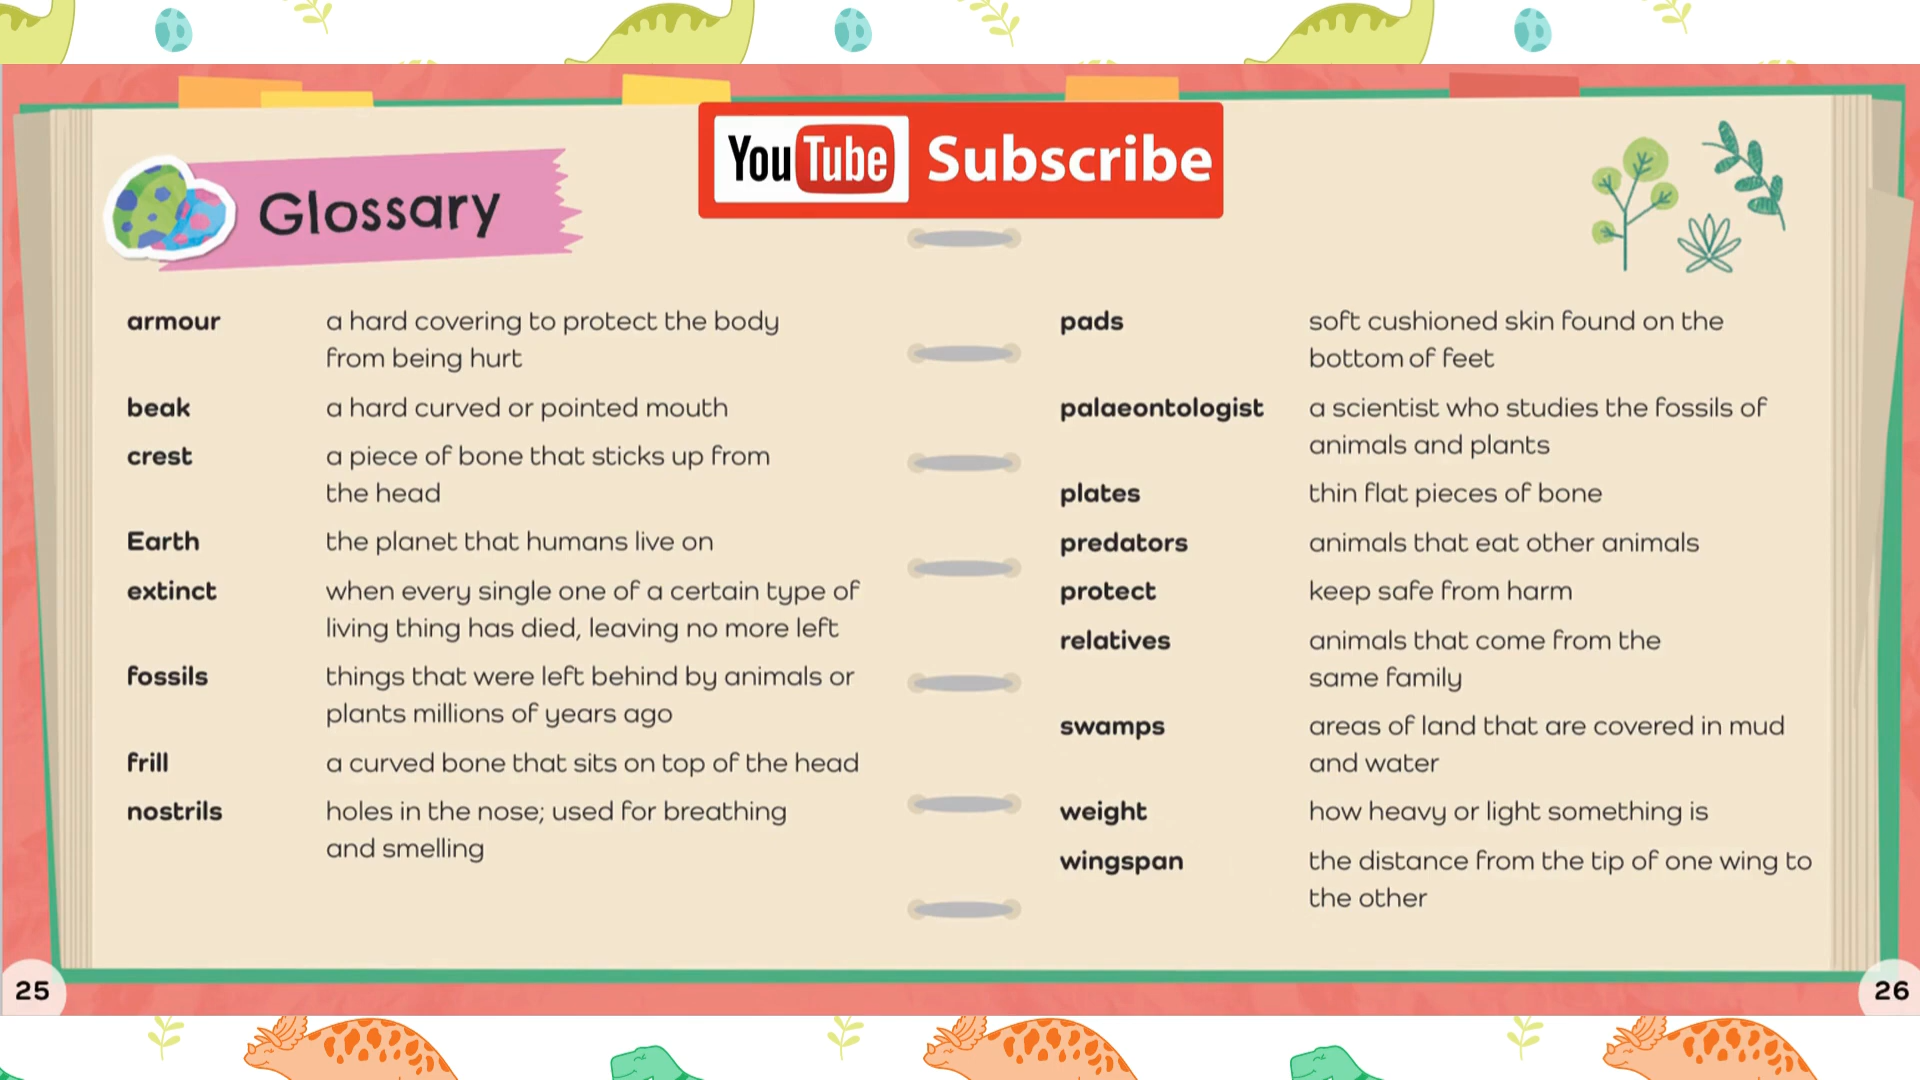 YouTube Subscribe
Glossary
armour a hard covering to protect the body
from being hurt
beak a hard curved or pointed mouth
crest a piece of bone that sticks up from
the head
Earth the planet that humans live on
extinct when every single one of a certain type of
living thing has died, leaving no more left
fossils things that were left behind by animals or
plants millions of years ago
frill a curved bone that sits on top of the head
nostrils holes in the nose; used for breathing
and smelling
25
pads soft cushioned skin found on the
bottom of feet
palaeontologist a scientist who studies the fossils of
animals and plants
plates thin flat pieces of bone
predators animals that eat other animals
protect keep safe from harm
relatives animals that come from the
same family
swamps areas of land that are covered in mud
and water
weight how heavy or light something is
wingspan the distance from the tip of one wing to
the other
26